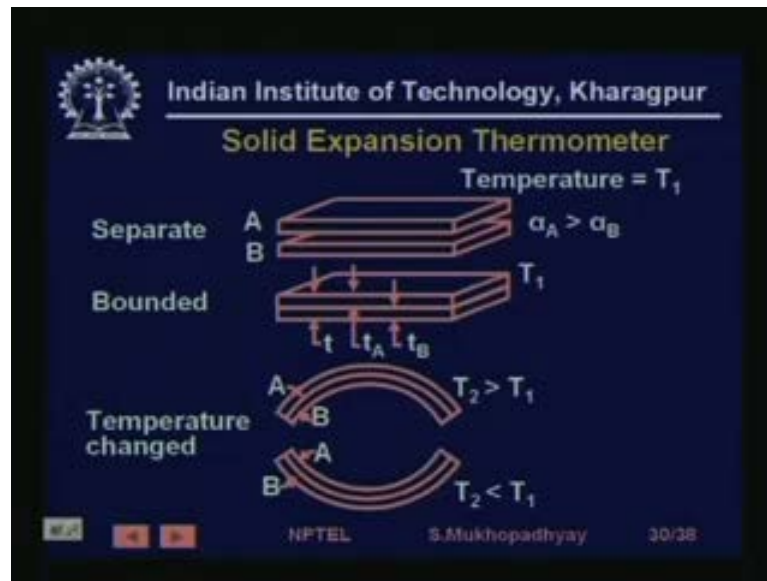 Indian Institute of Technology, Kharagpur
Solid Expansion Thermometer
Temperature = T₁
Separate
A
B
α_A > α_B
Bounded
T₁
t t_A t_B
A
B
T₂ > T₁
Temperature
changed
A
B
T₂ < T₁
NPTEL S.Mukhopadhyay 30/38